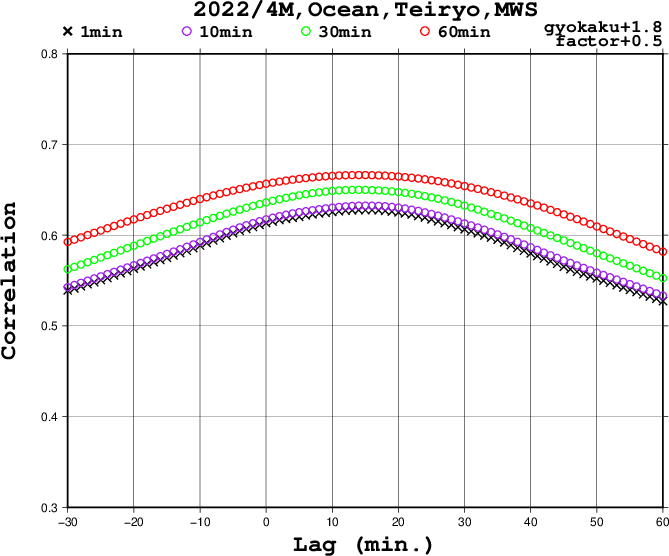 2022/4M,Ocean,Teiryo,MWS
1min 10min 30min 60min
gyokaku+1.8
factor+0.5
Correlation
0.8
0.7
0.6
0.5
0.4
0.3
−30 −20 −10 0 10 20 30 40 50 60
Lag (min.)